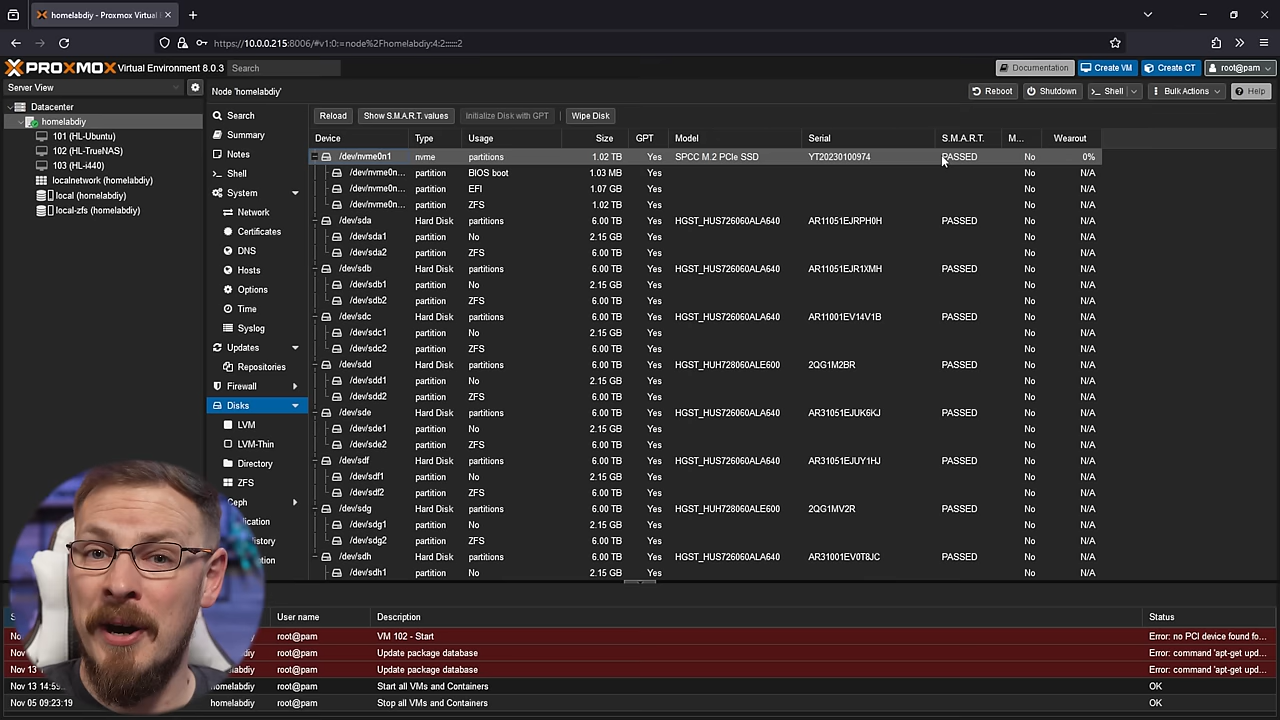 homelabdiy - Proxmox Virtual
https://10.0.0.215:8006/#v1:0:=node%2Fhomelabdiy:4:2::::::2
PROXMOX Virtual Environment 8.0.3 Search Documentation Create VM Create CT root@pam
Server View Node 'homelabdiy' Reboot Shutdown Shell Bulk Actions Help
Datacenter
homelabdiy
101 (HL-Ubuntu)
102 (HL-TrueNAS)
103 (HL-i440)
localnetwork (homelabdiy)
local (homelabdiy)
local-zfs (homelabdiy)
Search
Summary
Notes
Shell
System
Network
Certificates
DNS
Hosts
Options
Time
Syslog
Updates
Repositories
Firewall
Disks
LVM
LVM-Thin
Directory
ZFS
Ceph
Reload Show S.M.A.R.T. values Initialize Disk with GPT Wipe Disk
Device Type Usage Size GPT Model Serial S.M.A.R.T. M... Wearout
/dev/nvme0n1 nvme partitions 1.02 TB Yes SPCC M.2 PCIe SSD YT20230100974 PASSED No 0%
/dev/nvme0n... partition BIOS boot 1.03 MB Yes No N/A
/dev/nvme0n... partition EFI 1.07 GB Yes No N/A
/dev/nvme0n... partition ZFS 1.02 TB Yes No N/A
/dev/sda Hard Disk partitions 6.00 TB Yes HGST_HUS726060ALA640 AR11051EJRPH0H PASSED No N/A
/dev/sda1 partition No 2.15 GB Yes No N/A
/dev/sda2 partition ZFS 6.00 TB Yes No N/A
/dev/sdb Hard Disk partitions 6.00 TB Yes HGST_HUS726060ALA640 AR11051EJR1XMH PASSED No N/A
/dev/sdb1 partition No 2.15 GB Yes No N/A
/dev/sdb2 partition ZFS 6.00 TB Yes No N/A
/dev/sdc Hard Disk partitions 6.00 TB Yes HGST_HUS726060ALA640 AR11001EV14V1B PASSED No N/A
/dev/sdc1 partition No 2.15 GB Yes No N/A
/dev/sdc2 partition ZFS 6.00 TB Yes No N/A
/dev/sdd Hard Disk partitions 6.00 TB Yes HGST_HUH728060ALE600 2QG1M2BR PASSED No N/A
/dev/sdd1 partition No 2.15 GB Yes No N/A
/dev/sdd2 partition ZFS 6.00 TB Yes No N/A
/dev/sde Hard Disk partitions 6.00 TB Yes HGST_HUS726060ALA640 AR31051EJUK6KJ PASSED No N/A
/dev/sde1 partition No 2.15 GB Yes No N/A
/dev/sde2 partition ZFS 6.00 TB Yes No N/A
/dev/sdf Hard Disk partitions 6.00 TB Yes HGST_HUS726060ALA640 AR31051EJUY1HJ PASSED No N/A
/dev/sdf1 partition No 2.15 GB Yes No N/A
/dev/sdf2 partition ZFS 6.00 TB Yes No N/A
/dev/sdg Hard Disk partitions 6.00 TB Yes HGST_HUH728060ALE600 2QG1MV2R PASSED No N/A
/dev/sdg1 partition No 2.15 GB Yes No N/A
/dev/sdg2 partition ZFS 6.00 TB Yes No N/A
/dev/sdh Hard Disk partitions 6.00 TB Yes HGST_HUS726060ALA640 AR31001EV0T8JC PASSED No N/A
/dev/sdh1 partition No 2.15 GB Yes No N/A
User name Description Status
root@pam VM 102 - Start Error: no PCI device found fo...
Nov root@pam Update package database Error: command 'apt-get upd...
Nov 13 root@pam Update package database Error: command 'apt-get upd...
Nov 13 homelabdiy root@pam Start all VMs and Containers OK
Nov 05 09:23:19 homelabdiy root@pam Stop all VMs and Containers OK